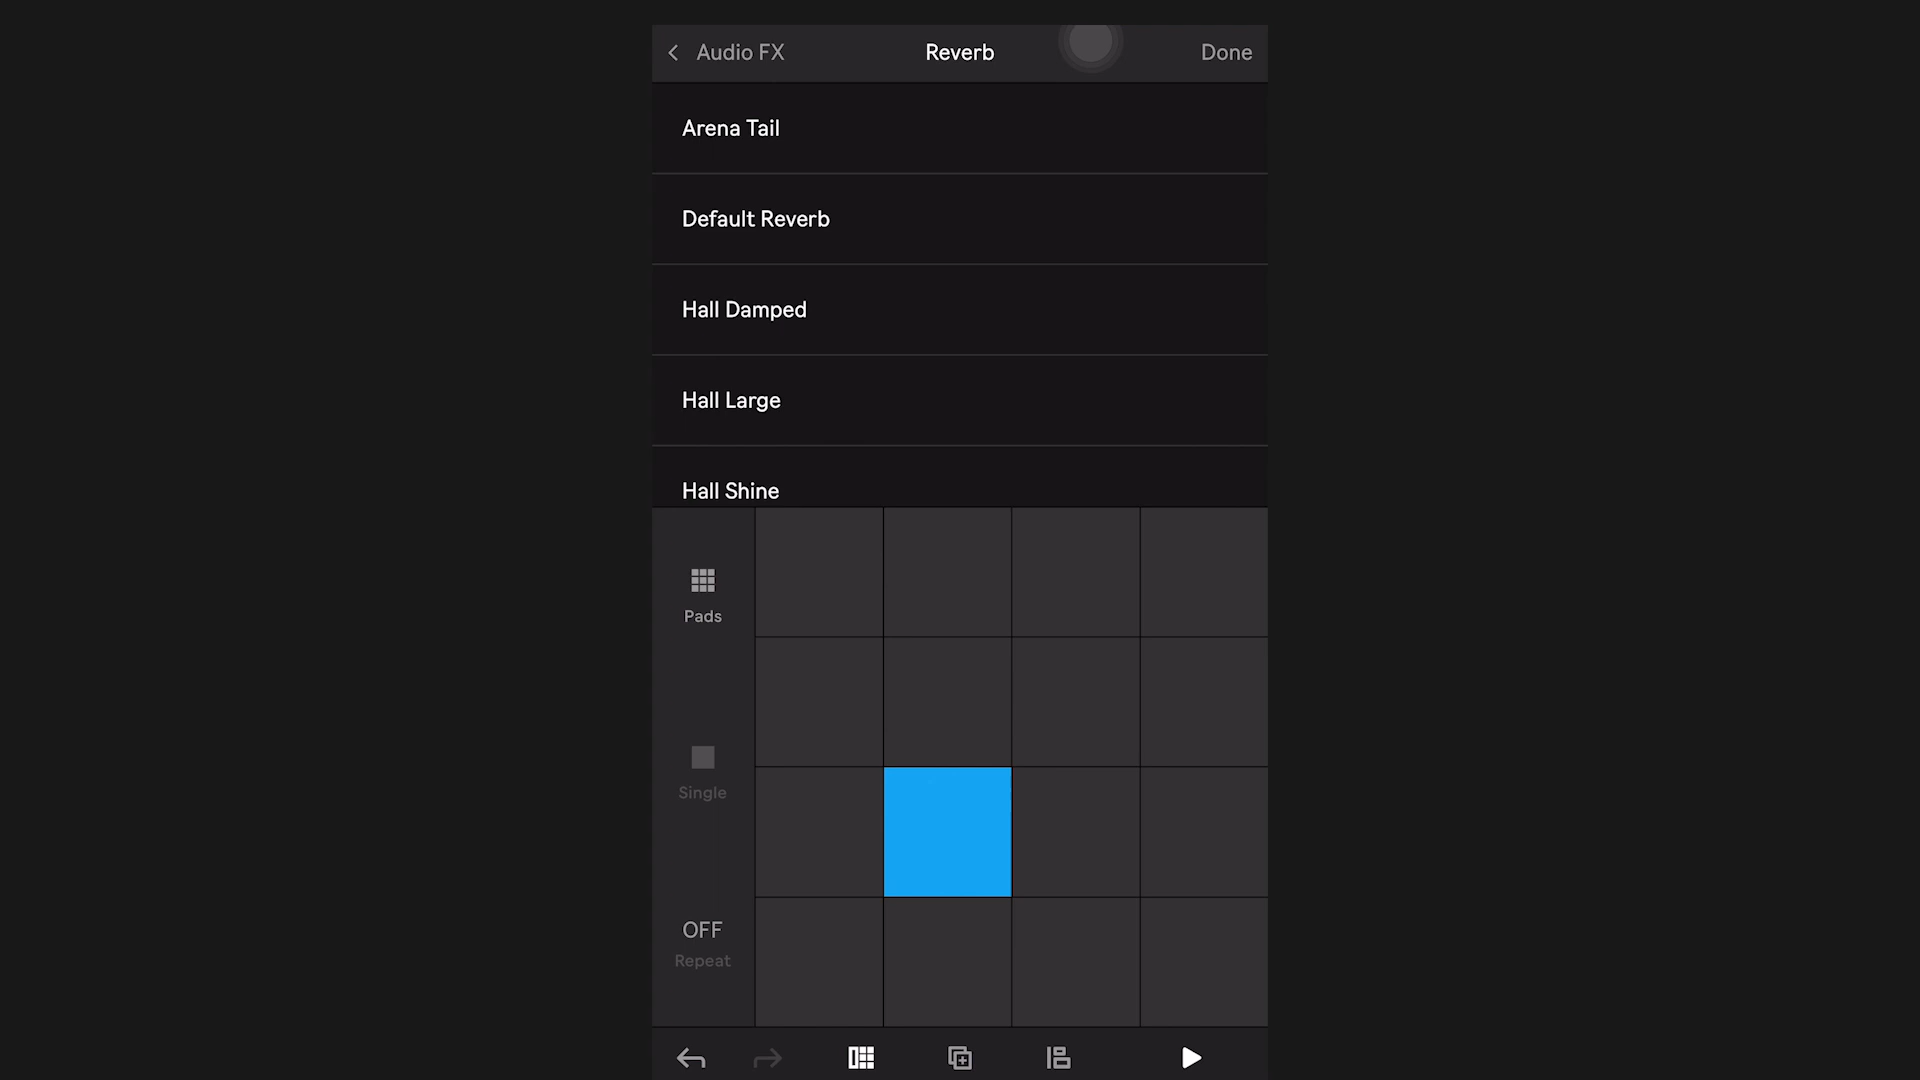 Audio FX
Reverb
Done
Arena Tail
Default Reverb
Hall Damped
Hall Large
Hall Shine
Pads
Single
OFF
Repeat